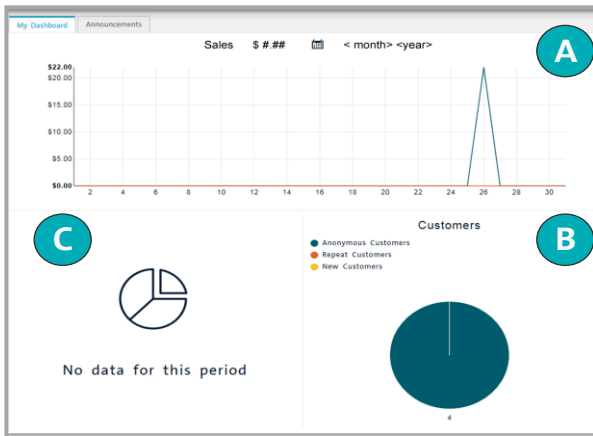 My Dashboard Announcements
Sales $ #.## < month> <year>
A
$22.00
$20.00
$15.00
$10.00
$5.00
$0.00
2 4 6 8 10 12 14 16 18 20 22 24 26 28 30
C
No data for this period
Customers
B
Anonymous Customers
Repeat Customers
New Customers
4